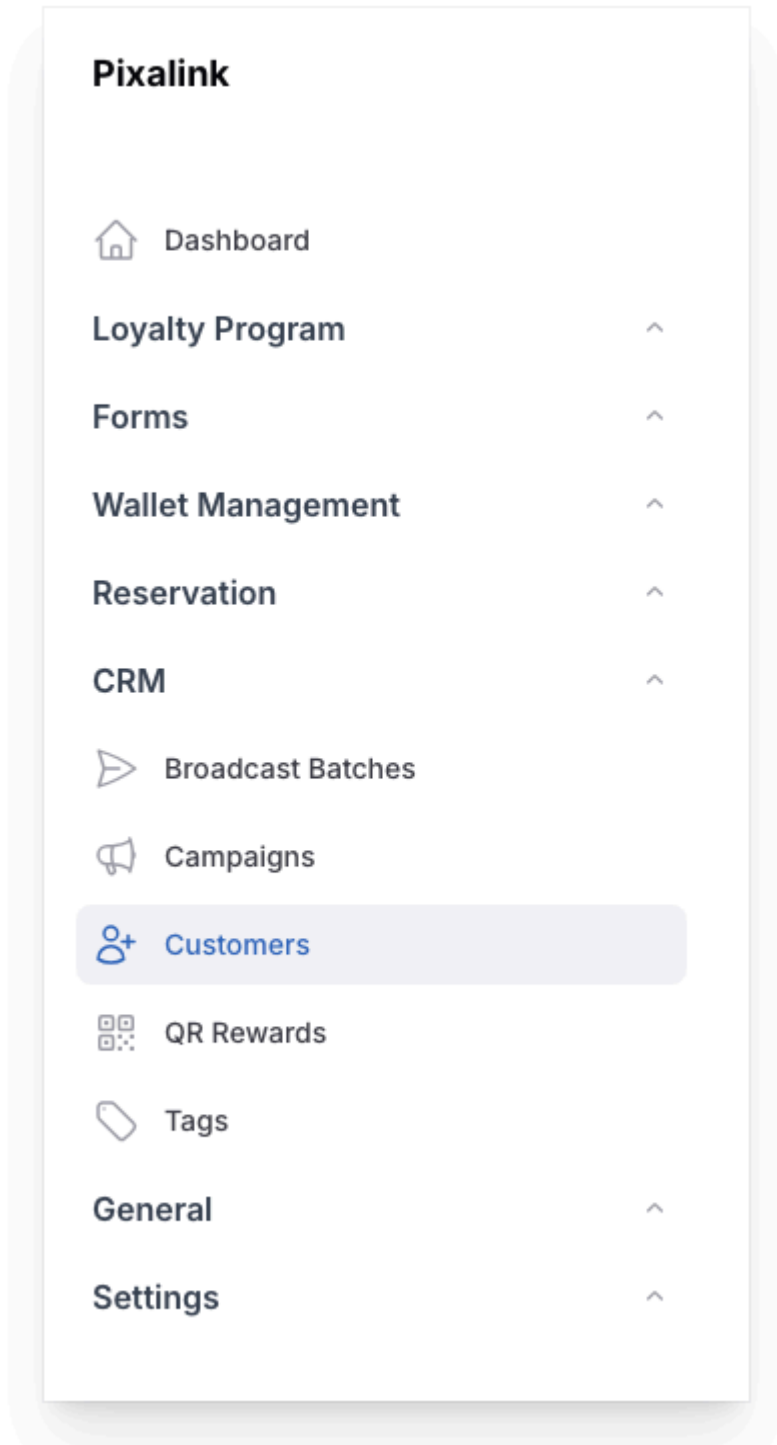 Pixalink
Dashboard
Loyalty Program
Forms
Wallet Management
Reservation
CRM
Broadcast Batches
Campaigns
Customers
QR Rewards
Tags
General
Settings